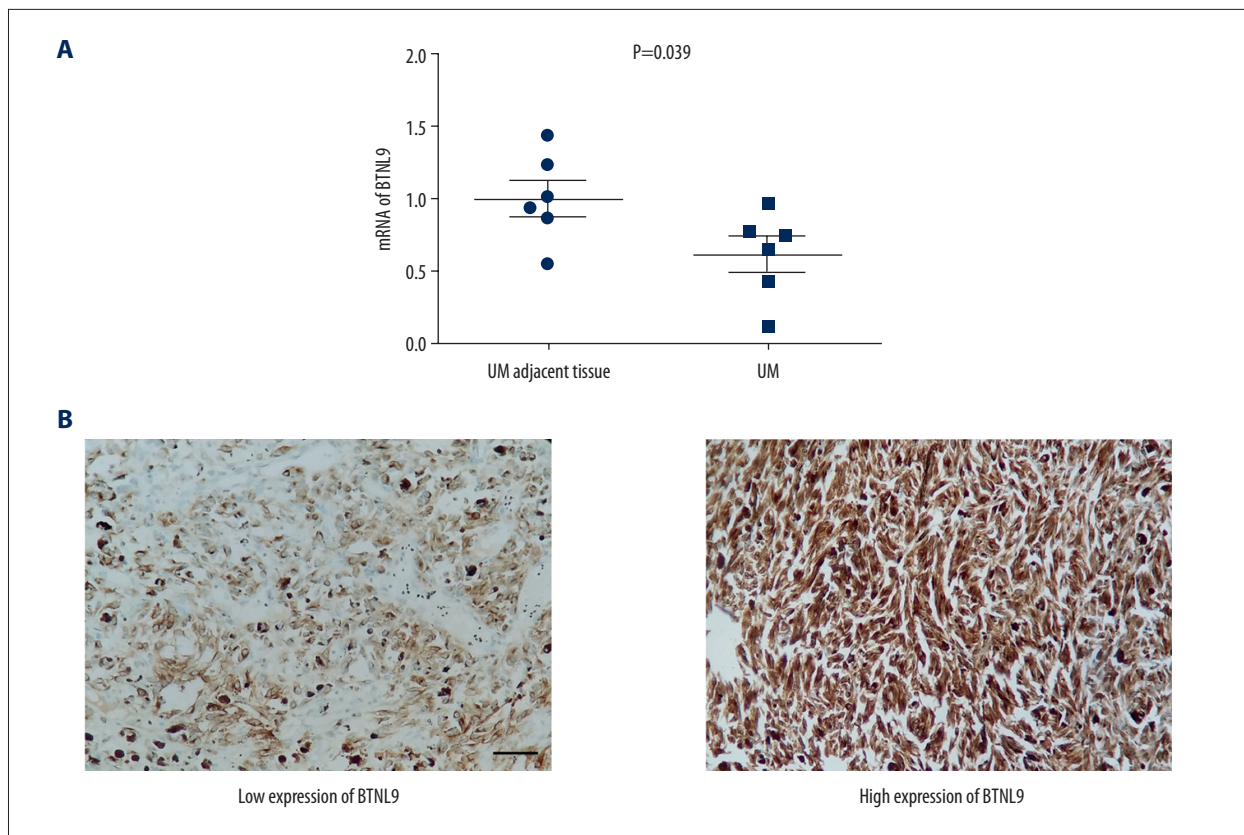 A
P=0.039
mRNA of BTNL9
2.0
1.5
1.0
0.5
0.0
UM adjacent tissue
UM
B
Low expression of BTNL9
High expression of BTNL9